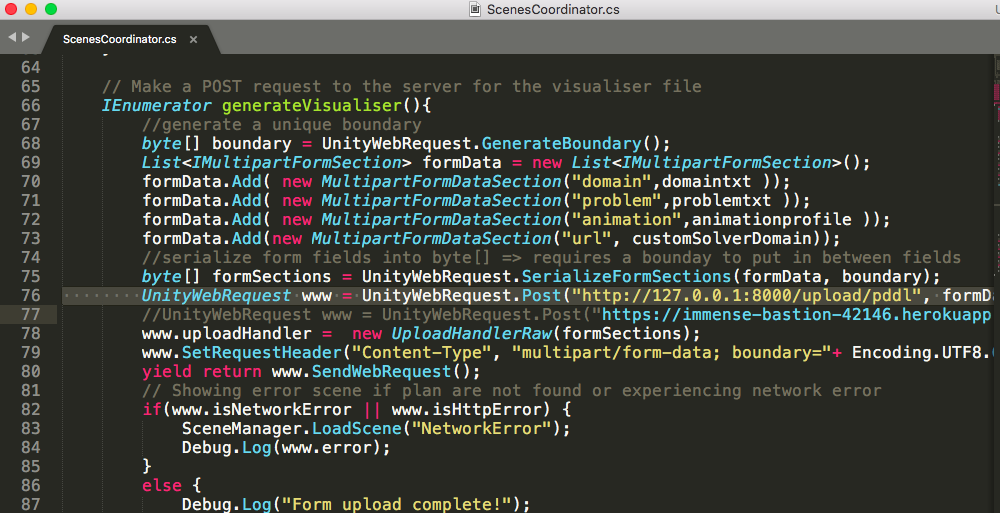 ScenesCoordinator.cs
ScenesCoordinator.cs ×
64
65 // Make a POST request to the server for the visualiser file
66 IEnumerator generateVisualiser(){
67 //generate a unique boundary
68 byte[] boundary = UnityWebRequest.GenerateBoundary();
69 List<IMultipartFormSection> formData = new List<IMultipartFormSection>();
70 formData.Add( new MultipartFormDataSection("domain",domaintxt ));
71 formData.Add( new MultipartFormDataSection("problem",problemtxt ));
72 formData.Add( new MultipartFormDataSection("animation",animationprofile ));
73 formData.Add(new MultipartFormDataSection("url", customSolverDomain));
74 //serialize form fields into byte[] => requires a bounday to put in between fields
75 byte[] formSections = UnityWebRequest.SerializeFormSections(formData, boundary);
76 UnityWebRequest www = UnityWebRequest.Post("http://127.0.0.1:8000/upload/pddl", formD
77 //UnityWebRequest www = UnityWebRequest.Post("https://immense-bastion-42146.herokuapp
78 www.uploadHandler =  new UploadHandlerRaw(formSections);
79 www.SetRequestHeader("Content-Type", "multipart/form-data; boundary="+ Encoding.UTF8.
80 yield return www.SendWebRequest();
81 // Showing error scene if plan are not found or experiencing network error
82 if(www.isNetworkError || www.isHttpError) {
83 SceneManager.LoadScene("NetworkError");
84 Debug.Log(www.error);
85 }
86 else {
87 Debug.Log("Form upload complete!");